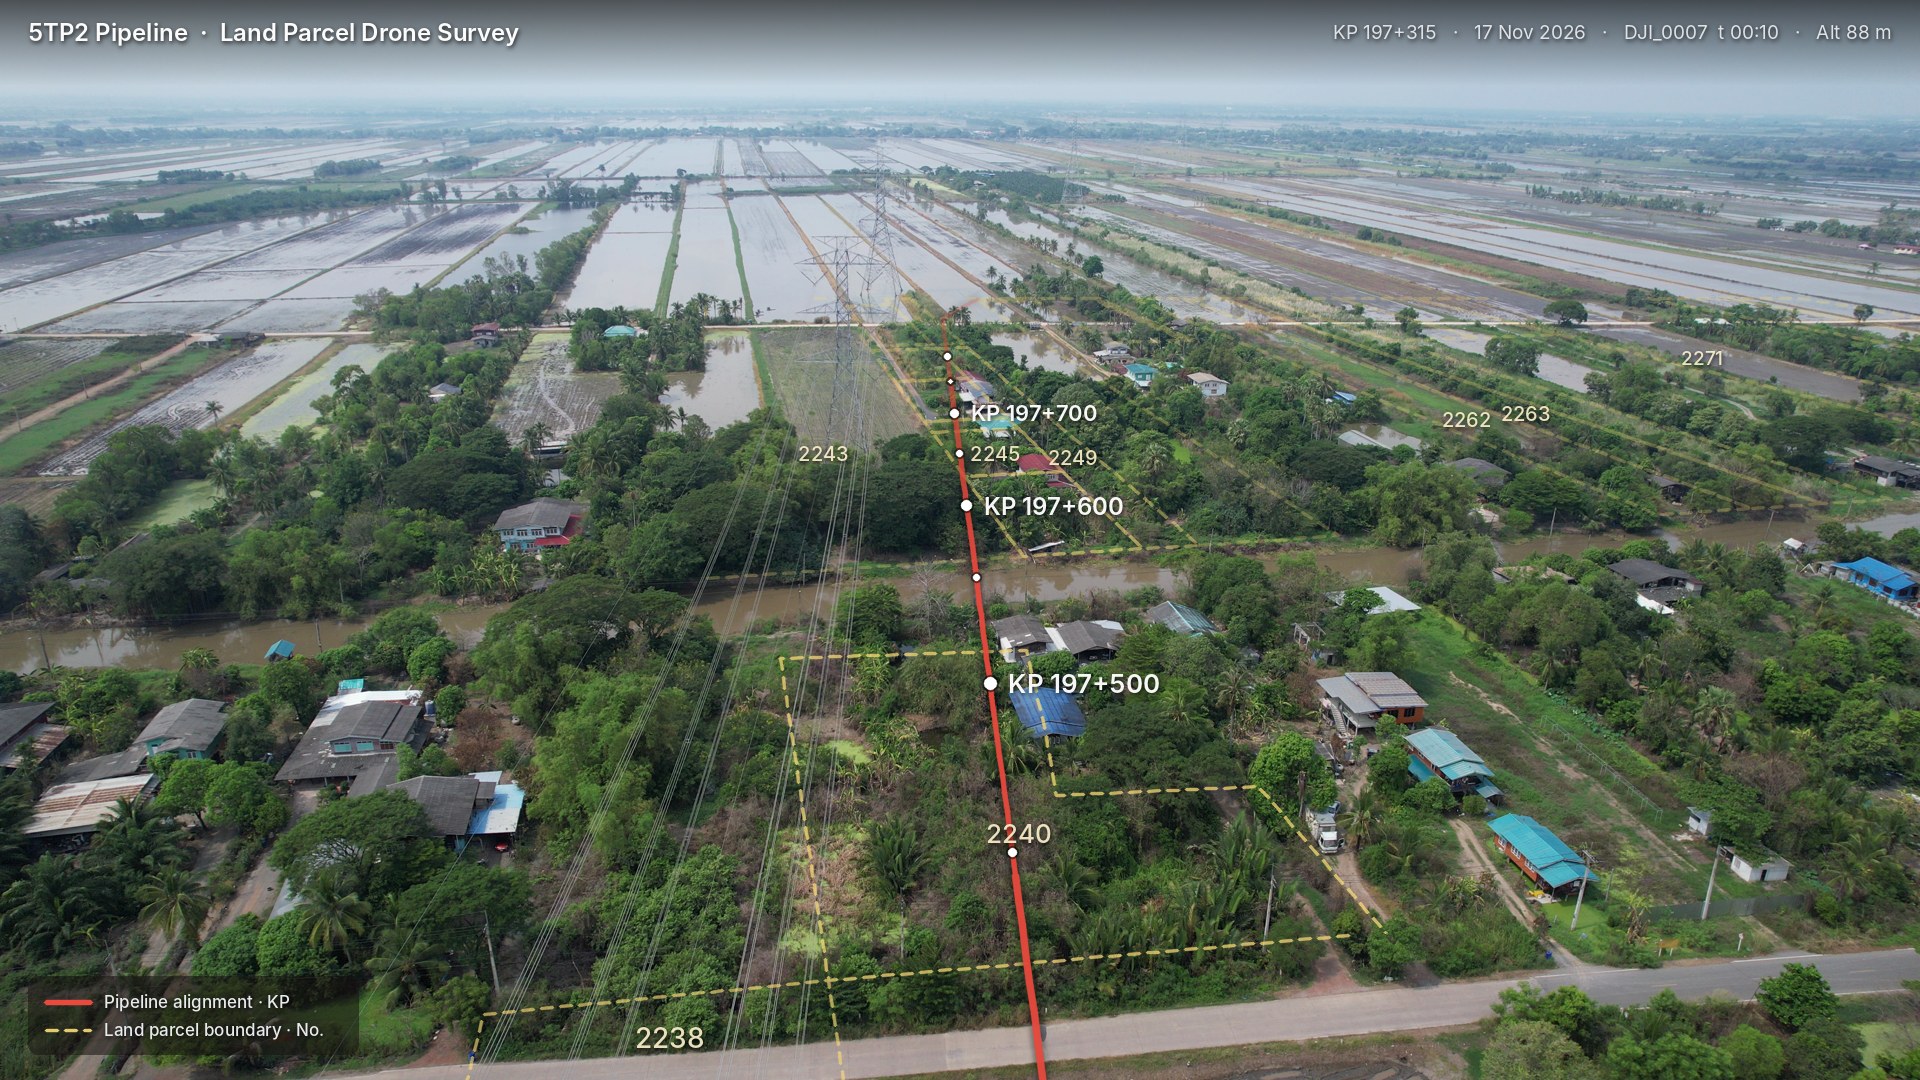 5TP2 Pipeline · Land Parcel Drone Survey
KP 197+315 · 17 Nov 2026 · DJI_0007 t 00:10 · Alt 88 m
2271
KP 197+700
2262 2263
2243
2245
2249
KP 197+600
KP 197+500
2240
2238
Pipeline alignment · KP
Land parcel boundary · No.